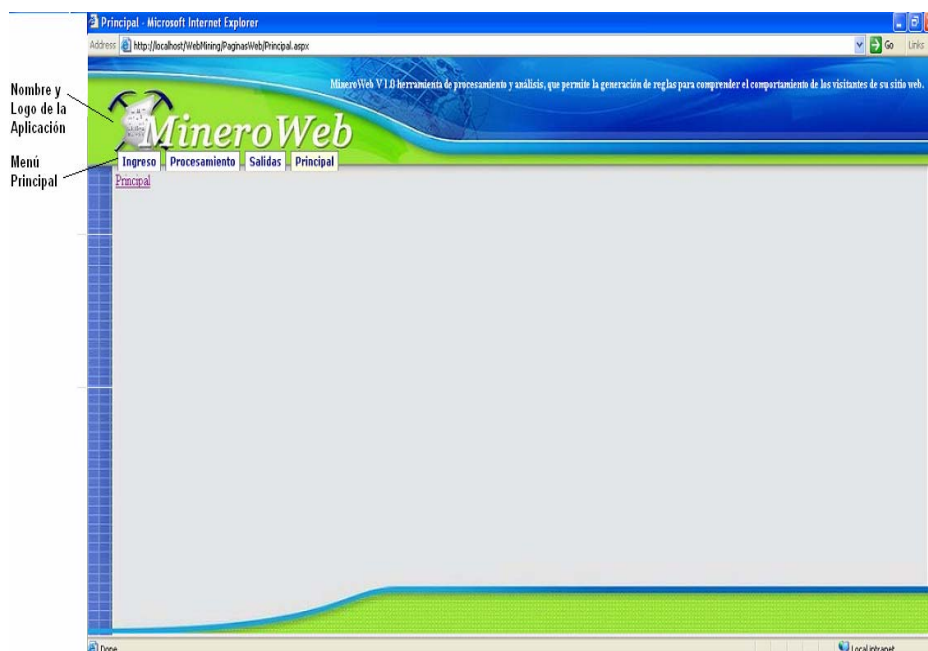 Principal - Microsoft Internet Explorer
Address http://localhost/WebMining/PaginasWeb/Principal.aspx Go Links
MineroWeb V 1.0 herramienta de procesamiento y análisis, que permite la generación de reglas para comprender el comportamiento de los visitantes de su sitio web.
Nombre y
Logo de la
Aplicación
MineroWeb
Menú
Principal
Ingreso Procesamiento Salidas Principal
Principal
Done Local intranet